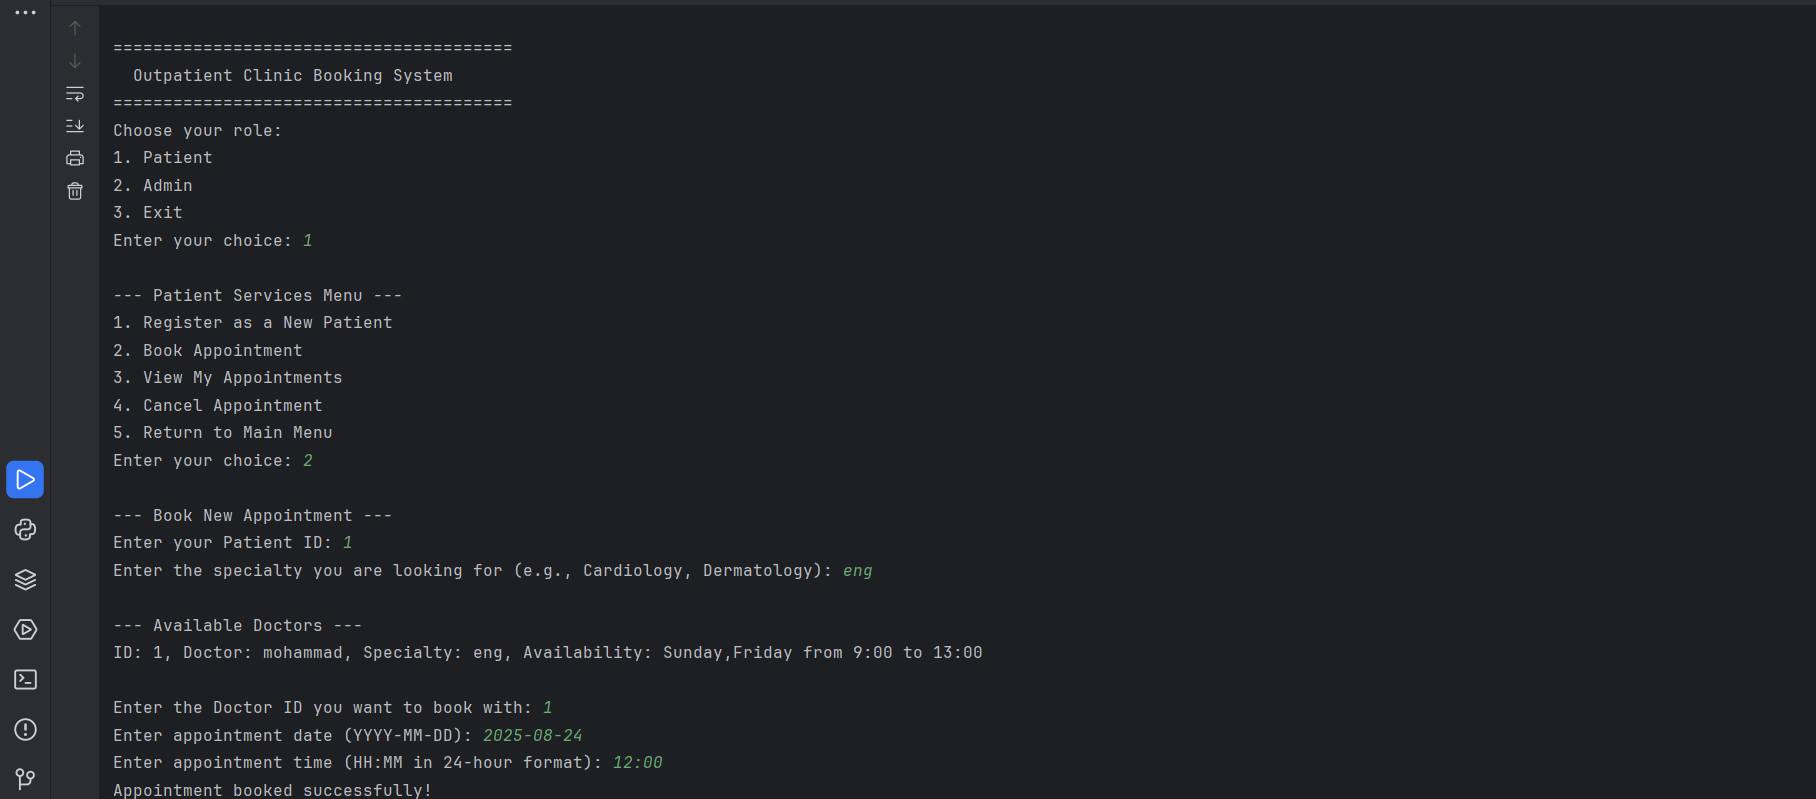 ========================================
  Outpatient Clinic Booking System
========================================
Choose your role:
1. Patient
2. Admin
3. Exit
Enter your choice: 1

--- Patient Services Menu ---
1. Register as a New Patient
2. Book Appointment
3. View My Appointments
4. Cancel Appointment
5. Return to Main Menu
Enter your choice: 2

--- Book New Appointment ---
Enter your Patient ID: 1
Enter the specialty you are looking for (e.g., Cardiology, Dermatology): eng

--- Available Doctors ---
ID: 1, Doctor: mohammad, Specialty: eng, Availability: Sunday,Friday from 9:00 to 13:00

Enter the Doctor ID you want to book with: 1
Enter appointment date (YYYY-MM-DD): 2025-08-24
Enter appointment time (HH:MM in 24-hour format): 12:00
Appointment booked successfully!